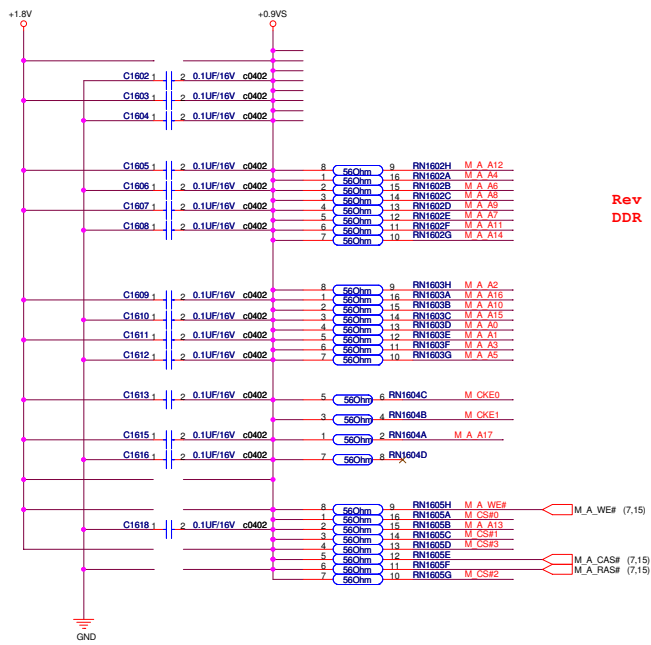 +1.8V +0.9VS
C1602 1 2 0.1UF/16V c0402
C1603 1 2 0.1UF/16V c0402
C1604 1 2 0.1UF/16V c0402
C1605 1 2 0.1UF/16V c0402 8 56Ohm 9 RN1602H M_A_A12
1 56Ohm 16 RN1602A M_A_A4
C1606 1 2 0.1UF/16V c0402 2 56Ohm 15 RN1602B M_A_A6
3 56Ohm 14 RN1602C M_A_A8
C1607 1 2 0.1UF/16V c0402 4 56Ohm 13 RN1602D M_A_A9
5 56Ohm 12 RN1602E M_A_A7
C1608 1 2 0.1UF/16V c0402 6 56Ohm 11 RN1602F M_A_A11
7 56Ohm 10 RN1602G M_A_A14
Rev
DDR
8 56Ohm 9 RN1603H M_A_A2
C1609 1 2 0.1UF/16V c0402 1 56Ohm 16 RN1603A M_A_A16
2 56Ohm 15 RN1603B M_A_A10
C1610 1 2 0.1UF/16V c0402 3 56Ohm 14 RN1603C M_A_A15
4 56Ohm 13 RN1603D M_A_A0
C1611 1 2 0.1UF/16V c0402 5 56Ohm 12 RN1603E M_A_A1
6 56Ohm 11 RN1603F M_A_A3
C1612 1 2 0.1UF/16V c0402 7 56Ohm 10 RN1603G M_A_A5
C1613 1 2 0.1UF/16V c0402 5 56Ohm 6 RN1604C M_CKE0
3 56Ohm 4 RN1604B M_CKE1
C1615 1 2 0.1UF/16V c0402 1 56Ohm 2 RN1604A M_A_A17
C1616 1 2 0.1UF/16V c0402 7 56Ohm 8 RN1604D
8 56Ohm 9 RN1605H M_A_WE# M_A_WE# (7,15)
1 56Ohm 16 RN1605A M_CS#0
C1618 1 2 0.1UF/16V c0402 2 56Ohm 15 RN1605B M_A_A13
3 56Ohm 14 RN1605C M_CS#1
4 56Ohm 13 RN1605D M_CS#3
5 56Ohm 12 RN1605E M_A_CAS# (7,15)
6 56Ohm 11 RN1605F M_A_RAS# (7,15)
7 56Ohm 10 RN1605G M_CS#2
GND